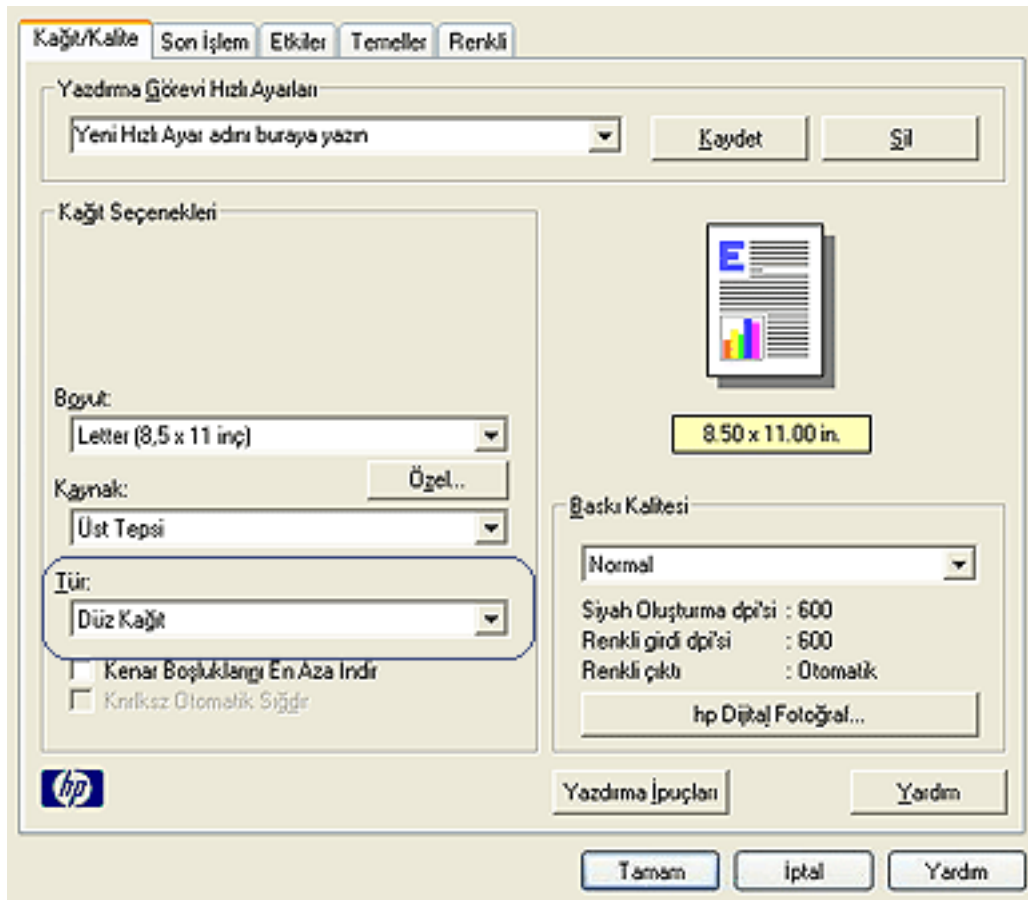 Kağıt/Kalite Son İşlem Etkiler Temeller Renkli
Yazdırma Görevi Hızlı Ayarları
Yeni Hızlı Ayar adını buraya yazın Kaydet Sil
Kağıt Seçenekleri
E
Boyut:
Letter (8,5 x 11 inç)
8.50 x 11.00 in.
Özel...
Kaynak:
Üst Tepsi
Baskı Kalitesi
Normal
Tür:
Düz Kağıt
Siyah Oluşturma dpi'si : 600
Renkli girdi dpi'si : 600
Renkli çıktı : Otomatik
Kenar Boşluklarını En Aza İndir
Otomatik Sığdır
hp Dijital Fotoğraf...
hp
Yazdırma İpuçları Yardım
Tamam İptal Yardım